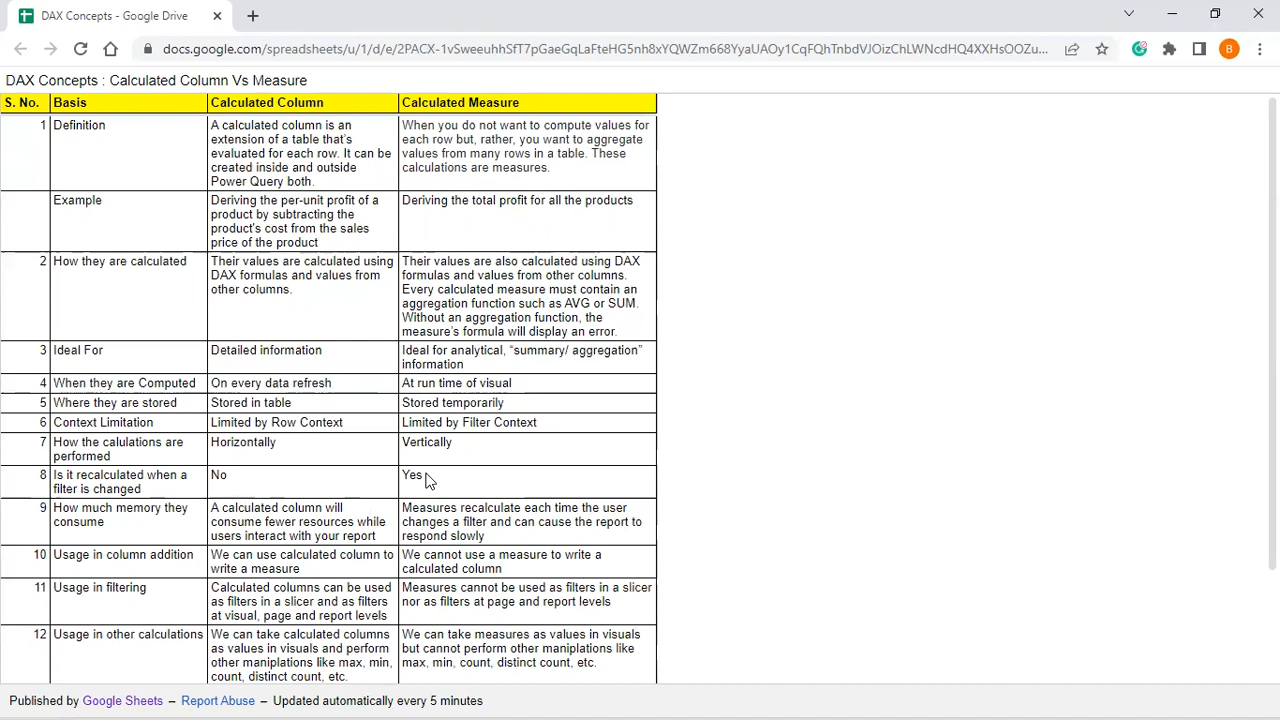 DAX Concepts - Google Drive
docs.google.com/spreadsheets/u/1/d/e/2PACX-1vSweeuhhSfT7pGaeGqLaFteHG5nh8xYQWZm668YyaUAOy1CqFQhTnbdVJOizChLWNcdHQ4XXHsOOZu...
B
DAX Concepts : Calculated Column Vs Measure
S. No. Basis Calculated Column Calculated Measure
1 Definition
A calculated column is an
extension of a table that's
evaluated for each row. It can be
created inside and outside
Power Query both.
When you do not want to compute values for
each row but, rather, you want to aggregate
values from many rows in a table. These
calculations are measures.
Example
Deriving the per-unit profit of a
product by subtracting the
product's cost from the sales
price of the product
Deriving the total profit for all the products
2 How they are calculated
Their values are calculated using
DAX formulas and values from
other columns.
Their values are also calculated using DAX
formulas and values from other columns.
Every calculated measure must contain an
aggregation function such as AVG or SUM.
Without an aggregation function, the
measure's formula will display an error.
3 Ideal For
Detailed information
Ideal for analytical, “summary/ aggregation”
information
4 When they are Computed On every data refresh At run time of visual
5 Where they are stored Stored in table Stored temporarily
6 Context Limitation Limited by Row Context Limited by Filter Context
7 How the calulations are
performed
Horizontally
Vertically
8 Is it recalculated when a
filter is changed
No
Yes
9 How much memory they
consume
A calculated column will
consume fewer resources while
users interact with your report
Measures recalculate each time the user
changes a filter and can cause the report to
respond slowly
10 Usage in column addition
We can use calculated column to
write a measure
We cannot use a measure to write a
calculated column
11 Usage in filtering
Calculated columns can be used
as filters in a slicer and as filters
at visual, page and report levels
Measures cannot be used as filters in a slicer
nor as filters at page and report levels
12 Usage in other calculations
We can take calculated columns
as values in visuals and perform
other maniplations like max, min,
count, distinct count, etc.
We can take measures as values in visuals
but cannot perform other maniplations like
max, min, count, distinct count, etc.
Published by Google Sheets – Report Abuse – Updated automatically every 5 minutes